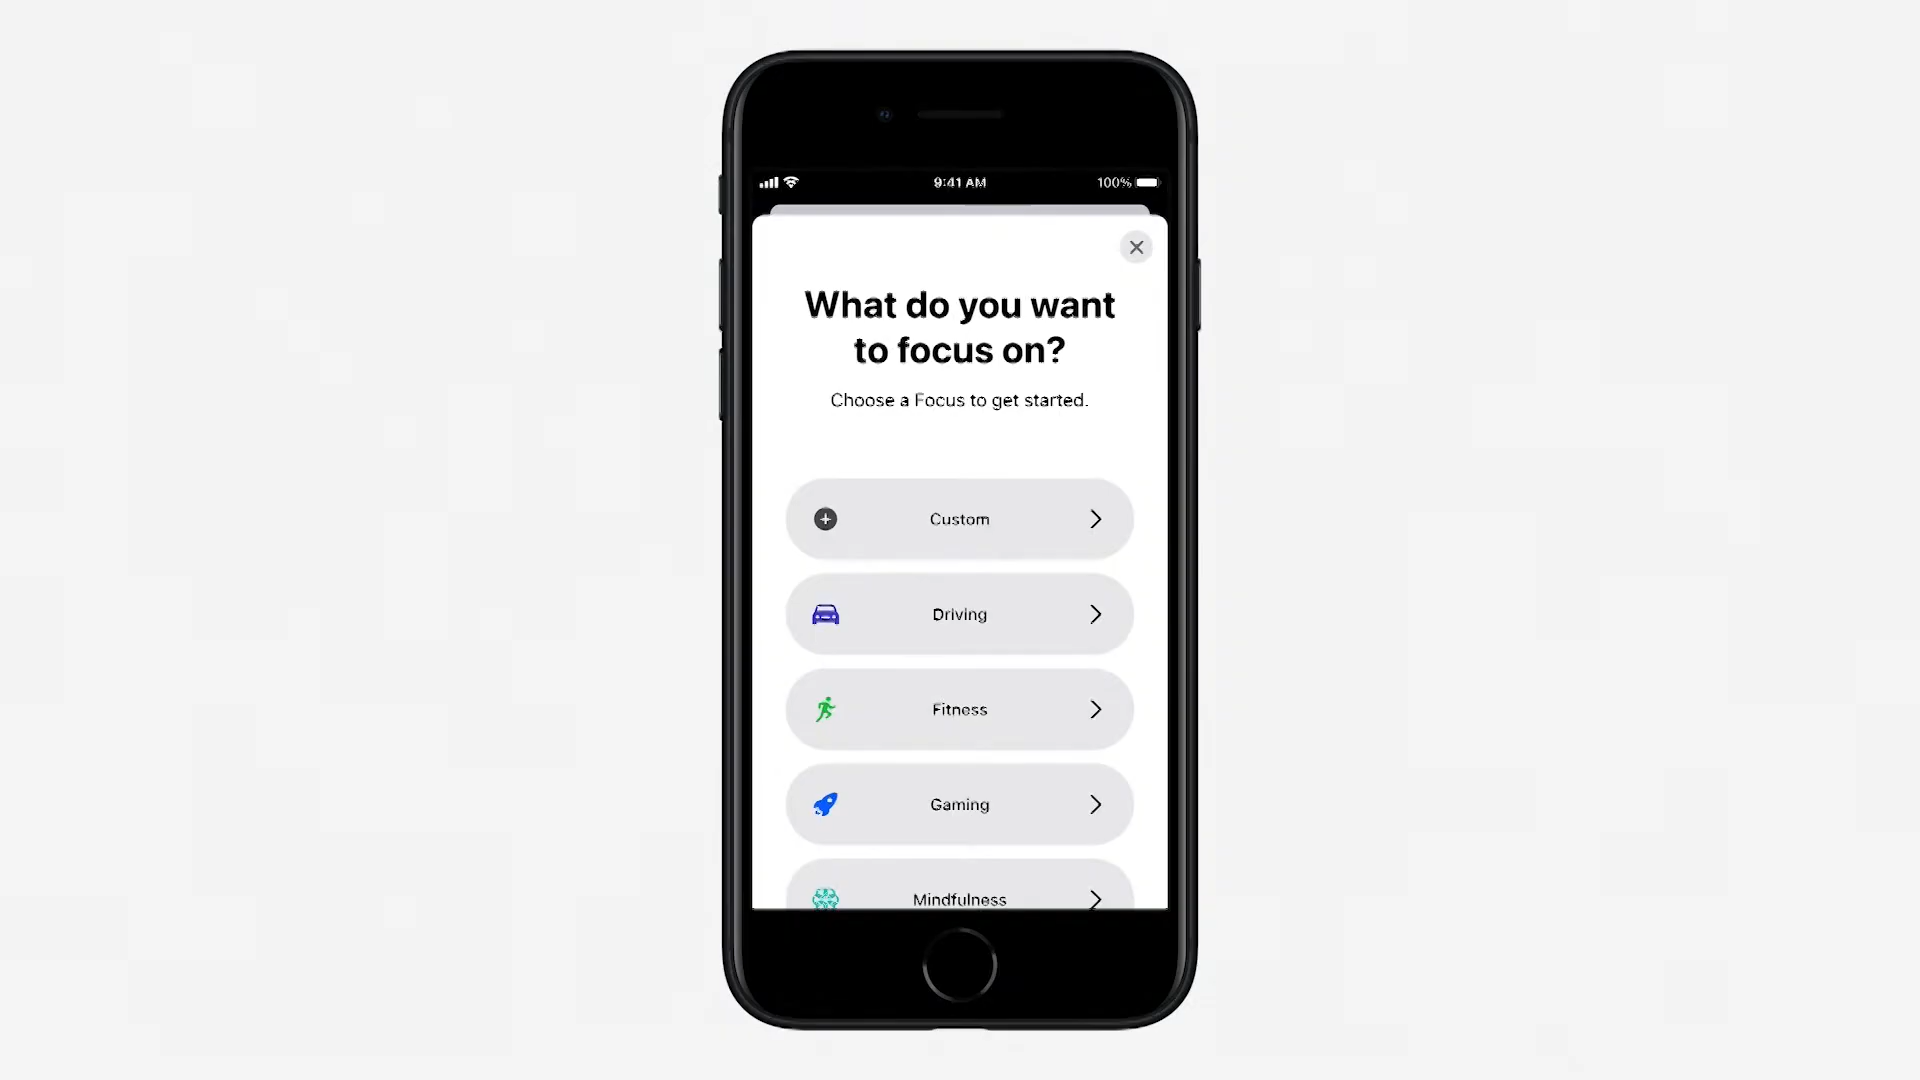 9:41 AM
100%
What do you want
to focus on?
Choose a Focus to get started.
Custom
Driving
Fitness
Gaming
Mindfulness